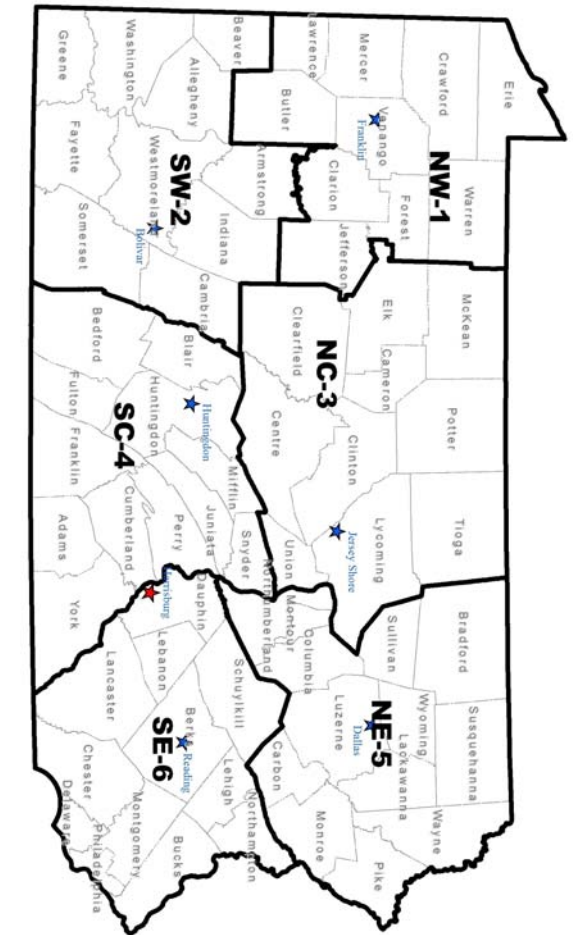 Erie
Crawford
Warren
McKean
Potter
Tioga
Bradford
Susquehanna
Wayne
Mercer
Venango
Franklin
Forest
NW-1
Elk
Cameron
Clinton
Lycoming
Jersey Shore
Sullivan
Wyoming
Lackawanna
NE-5
Dallas
Luzerne
Pike
Monroe
Lawrence
Butler
Clarion
Jefferson
Clearfield
NC-3
Centre
Union
Montour
Columbia
Northumberland
Carbon
Northampton
Beaver
Allegheny
Armstrong
Indiana
Cambria
Blair
Huntingdon
Huntingdon
Mifflin
Juniata
Snyder
Perry
Dauphin
Schuylkill
Lebanon
Berks
Reading
Lehigh
Washington
Westmoreland
SW-2
Bolivar
SC-4
Cumberland
Harrisburg
SE-6
Lancaster
Montgomery
Bucks
Greene
Fayette
Somerset
Bedford
Fulton
Franklin
Adams
York
Chester
Delaware
Philadelphia